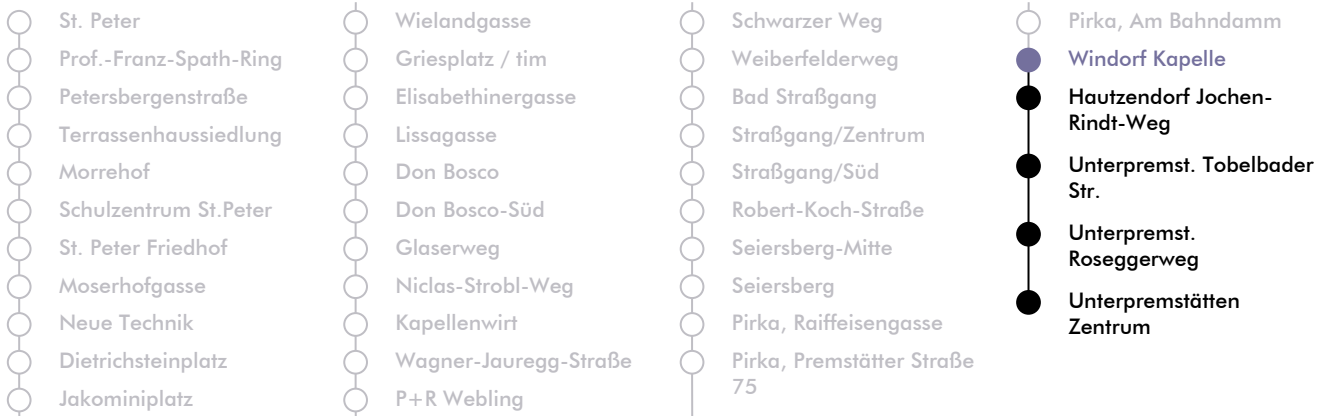 St. Peter
Prof.-Franz-Spath-Ring
Petersbergenstraße
Terrassenhaussiedlung
Morrehof
Schulzentrum St.Peter
St. Peter Friedhof
Moserhofgasse
Neue Technik
Dietrichsteinplatz
Jakominiplatz
Wielandgasse
Griesplatz / tim
Elisabethinergasse
Lissagasse
Don Bosco
Don Bosco-Süd
Glaserweg
Niclas-Strobl-Weg
Kapellenwirt
Wagner-Jauregg-Straße
P+R Webling
Schwarzer Weg
Weiberfelderweg
Bad Straßgang
Straßgang/Zentrum
Straßgang/Süd
Robert-Koch-Straße
Seiersberg-Mitte
Seiersberg
Pirka, Raiffeisengasse
Pirka, Premstätter Straße
75
Pirka, Am Bahndamm
Windorf Kapelle
Hautzendorf Jochen-
Rindt-Weg
Unterpremst. Tobelbader
Str.
Unterpremst.
Roseggerweg
Unterpremstätten
Zentrum